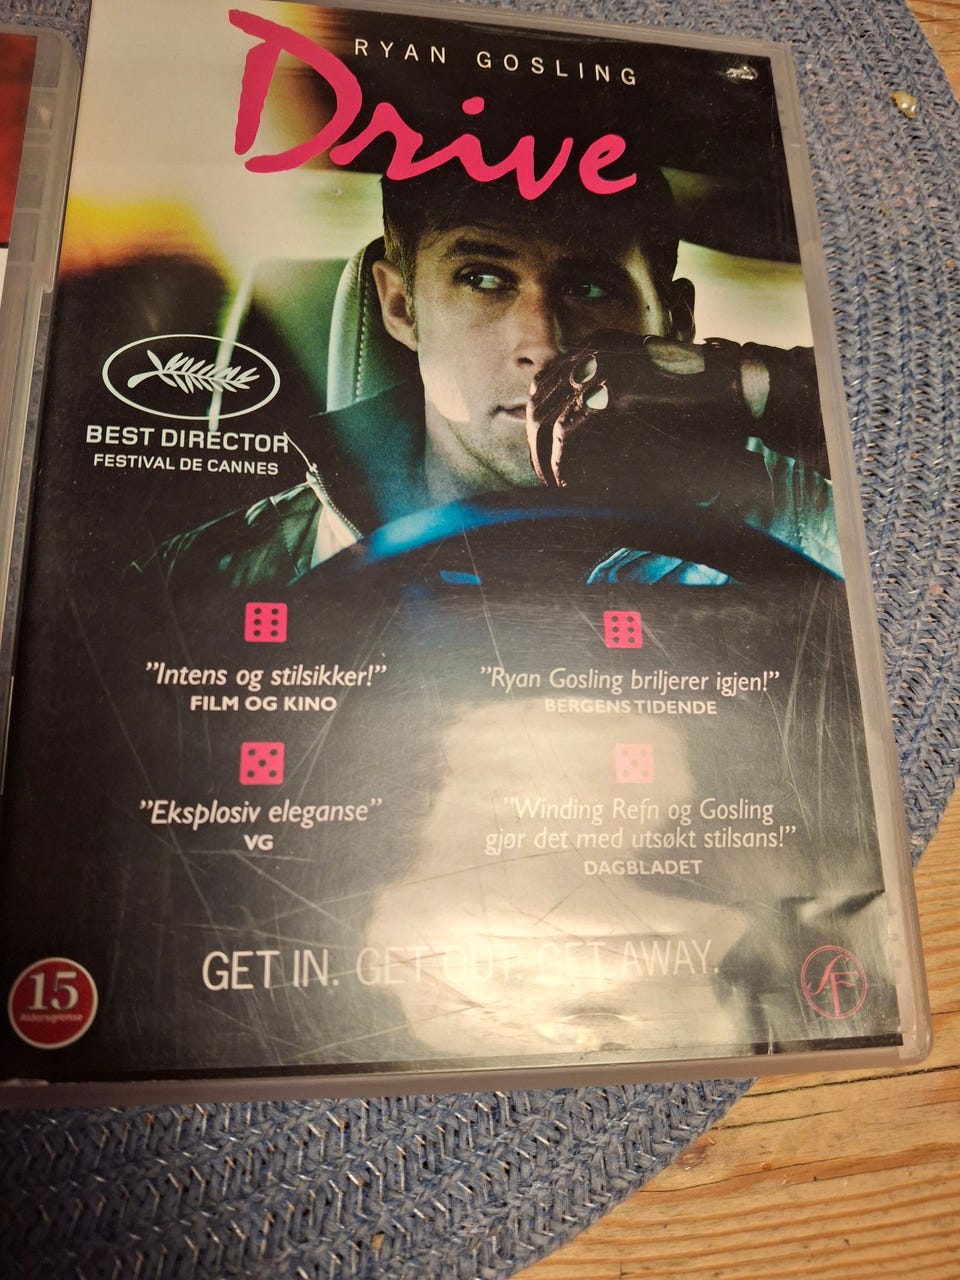 RYAN GOSLING
Drive
BEST DIRECTOR
FESTIVAL DE CANNES
"Intens og stilsikker!"
FILM OG KINO
"Ryan Gosling briljerer igjen!"
BERGENS TIDENDE
"Eksplosiv eleganse"
VG
"Winding Refn og Gosling
gjør det med utsøkt stilsans!"
DAGBLADET
GET IN. GET OUT. GET AWAY.
15
Aldersgrense
SF